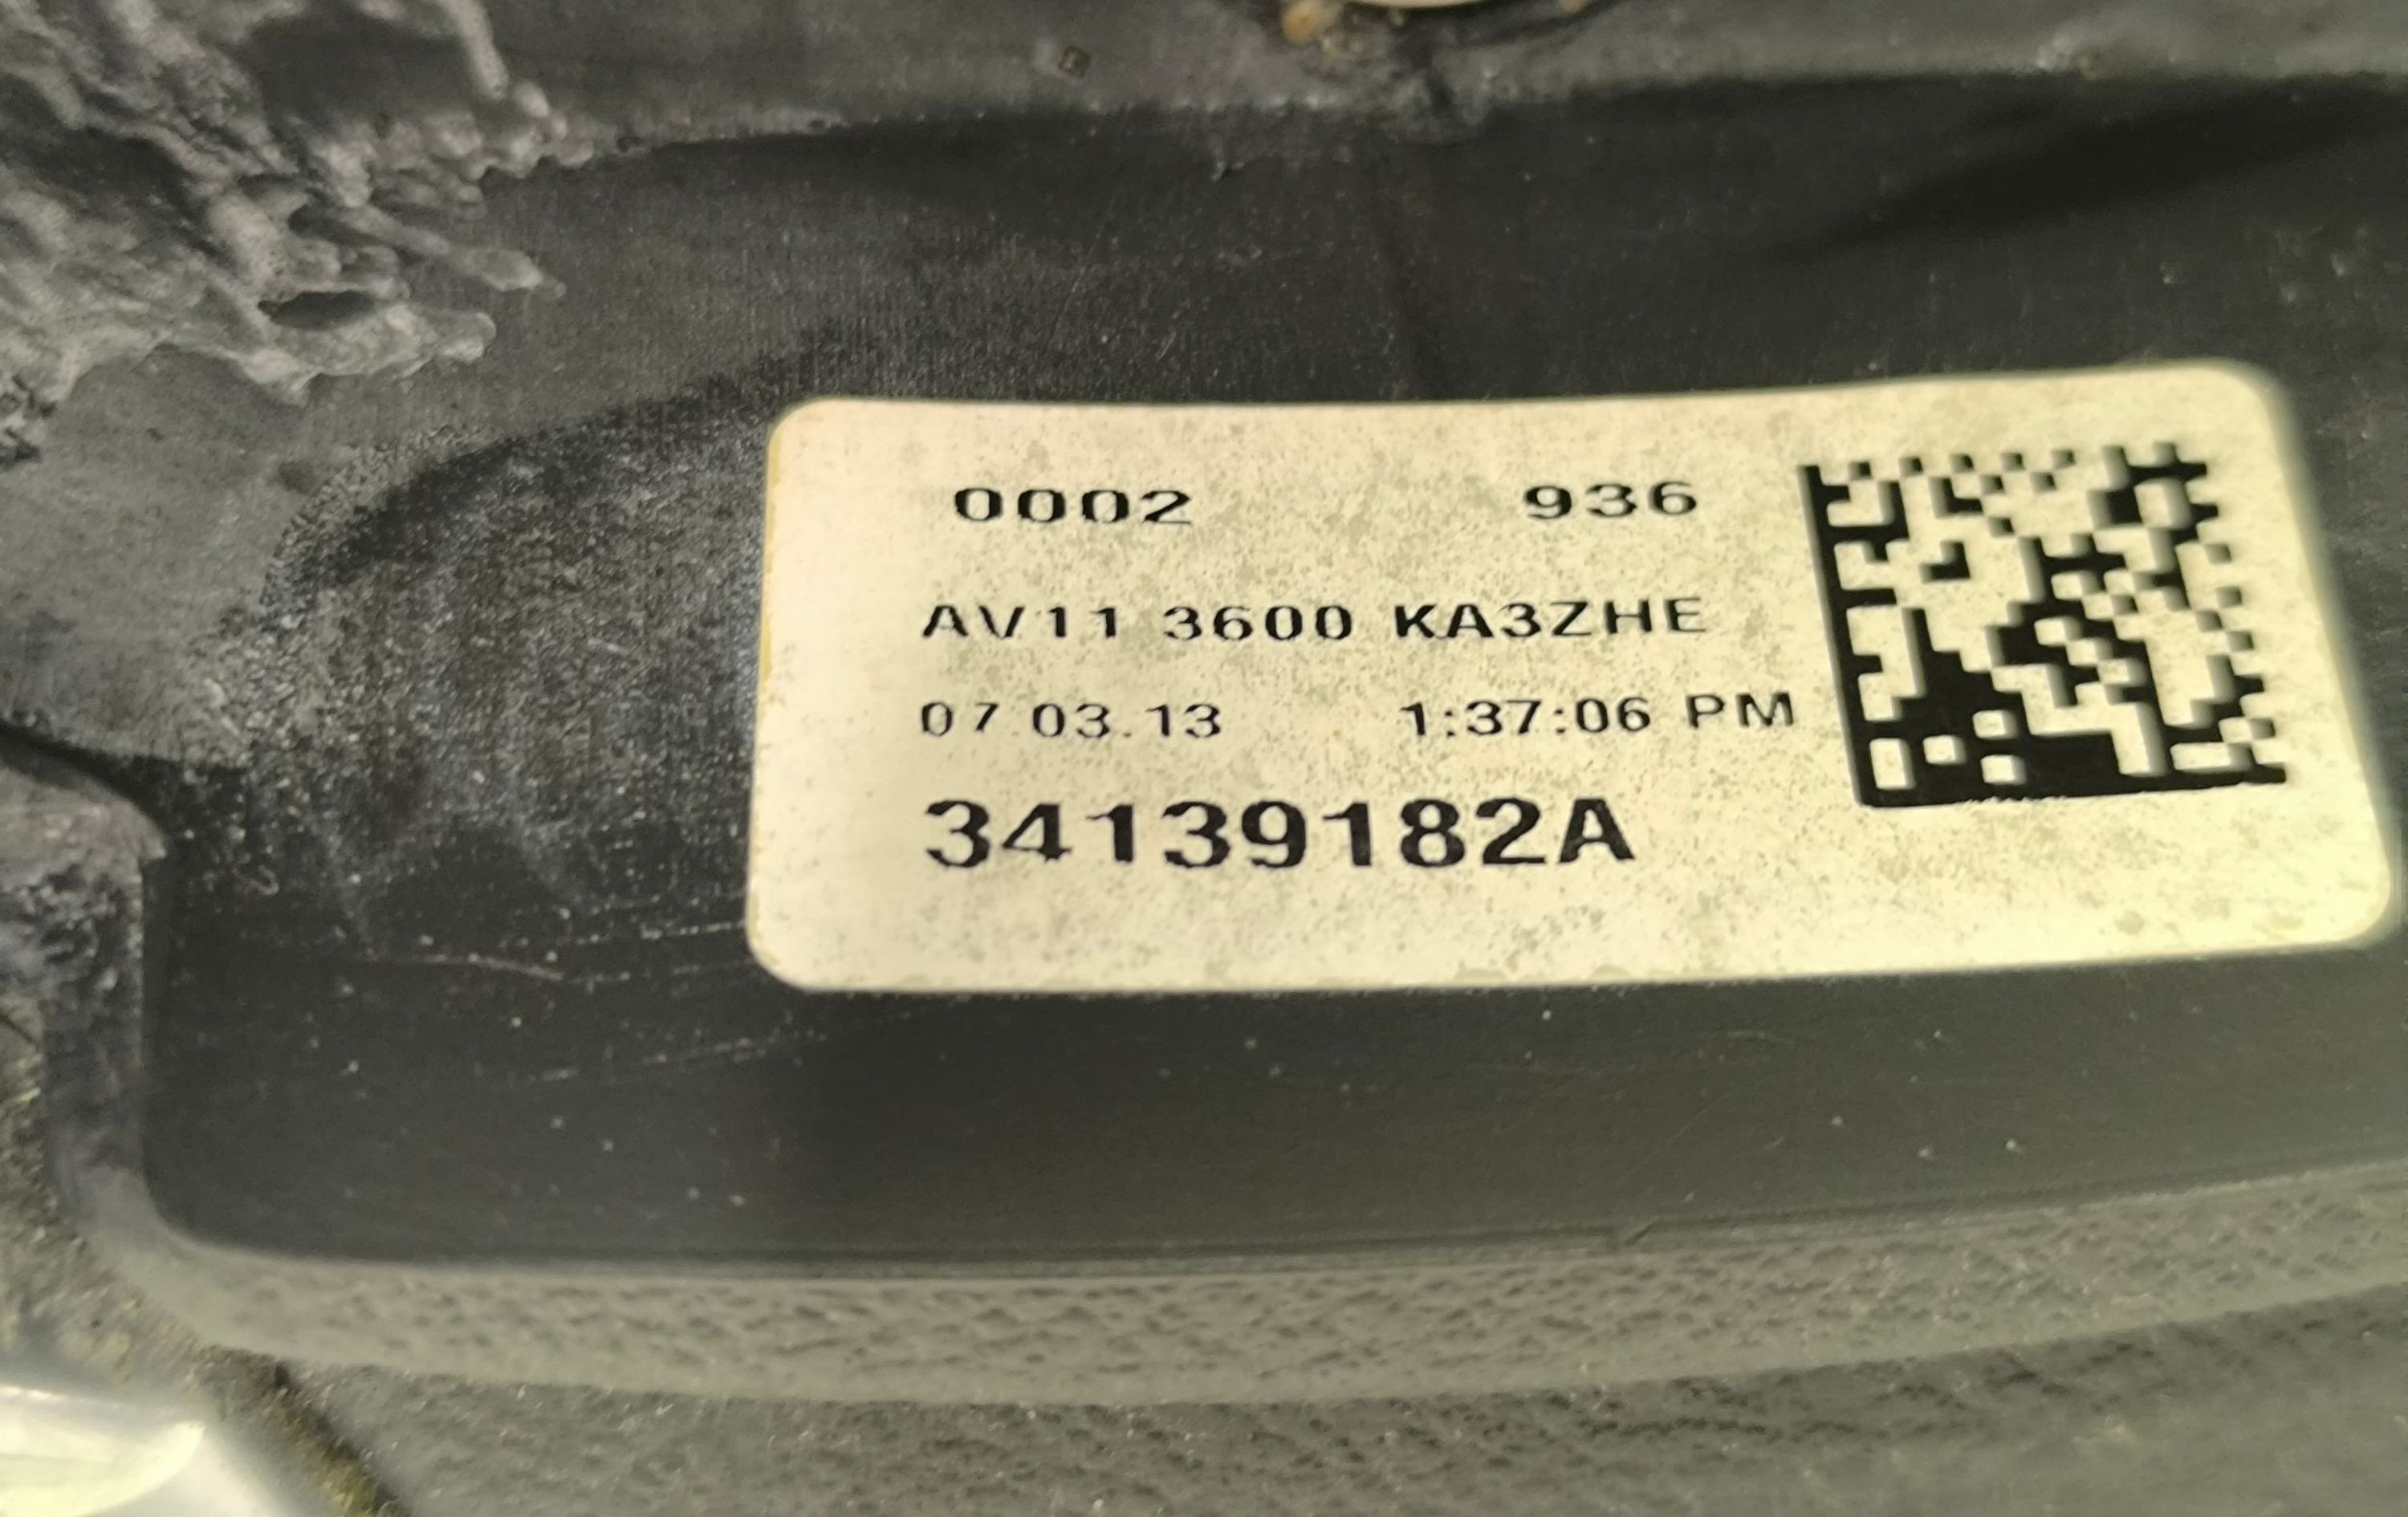 0002 936
AV11 3600 KA3ZHE
07.03.13 1:37:06 PM
34139182A